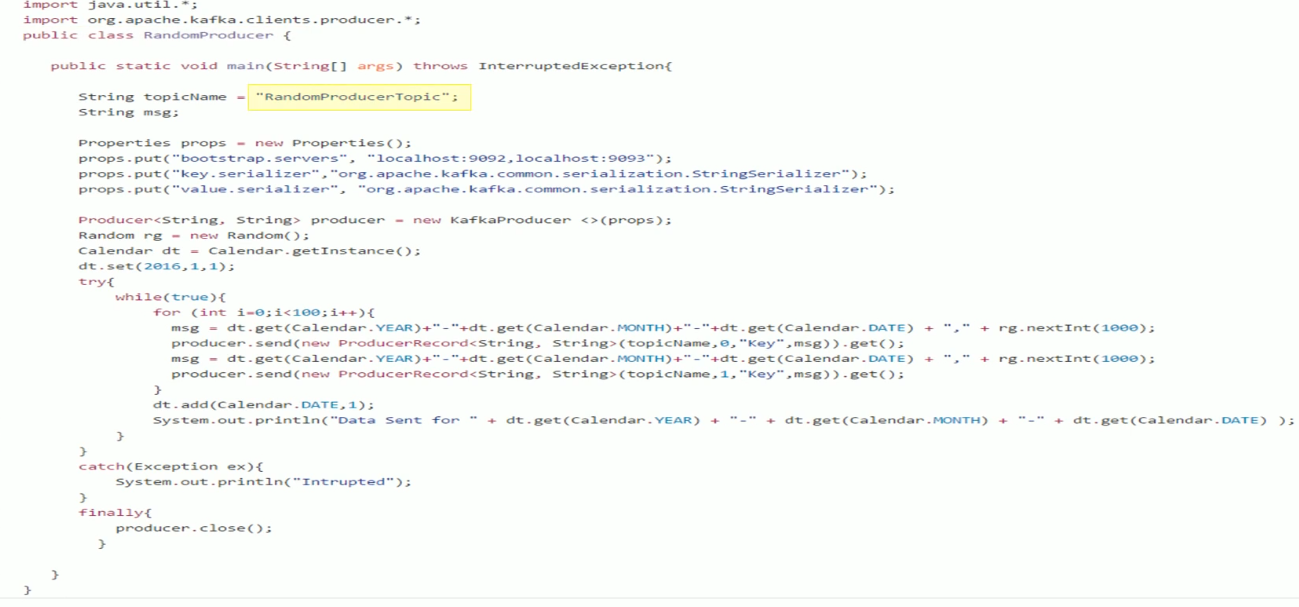 import java.util.*;
import org.apache.kafka.clients.producer.*;
public class RandomProducer {
public static void main(String[] args) throws InterruptedException{
String topicName = "RandomProducerTopic";
String msg;
Properties props = new Properties();
props.put("bootstrap.servers", "localhost:9092,localhost:9093");
props.put("key.serializer","org.apache.kafka.common.serialization.StringSerializer");
props.put("value.serializer", "org.apache.kafka.common.serialization.StringSerializer");
Producer<String, String> producer = new KafkaProducer <>(props);
Random rg = new Random();
Calendar dt = Calendar.getInstance();
dt.set(2016,1,1);
try{
while(true){
for (int i=0;i<100;i++){
msg = dt.get(Calendar.YEAR)+"-"+dt.get(Calendar.MONTH)+"-"+dt.get(Calendar.DATE) + "," + rg.nextInt(1000);
producer.send(new ProducerRecord<String, String>(topicName,0,"Key",msg)).get();
msg = dt.get(Calendar.YEAR)+"-"+dt.get(Calendar.MONTH)+"-"+dt.get(Calendar.DATE) + "," + rg.nextInt(1000);
producer.send(new ProducerRecord<String, String>(topicName,1,"Key",msg)).get();
}
dt.add(Calendar.DATE,1);
System.out.println("Data Sent for " + dt.get(Calendar.YEAR) + "-" + dt.get(Calendar.MONTH) + "-" + dt.get(Calendar.DATE) );
}
}
catch(Exception ex){
System.out.println("Intrupted");
}
finally{
producer.close();
}
}
}